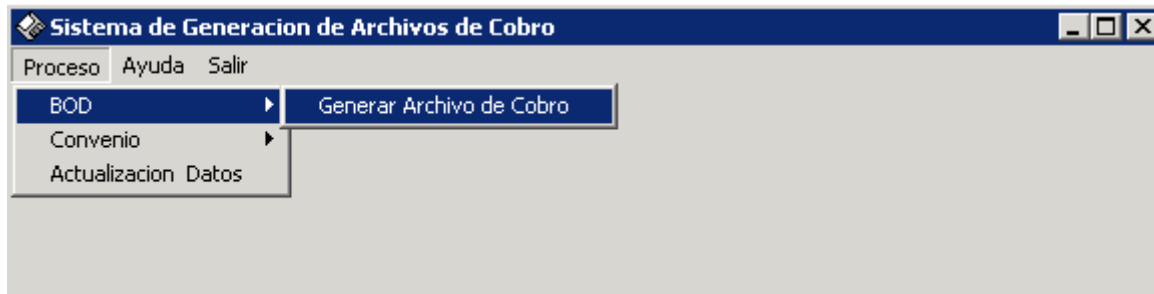 Sistema de Generacion de Archivos de Cobro
Proceso Ayuda Salir
BOD Generar Archivo de Cobro
Convenio
Actualizacion Datos